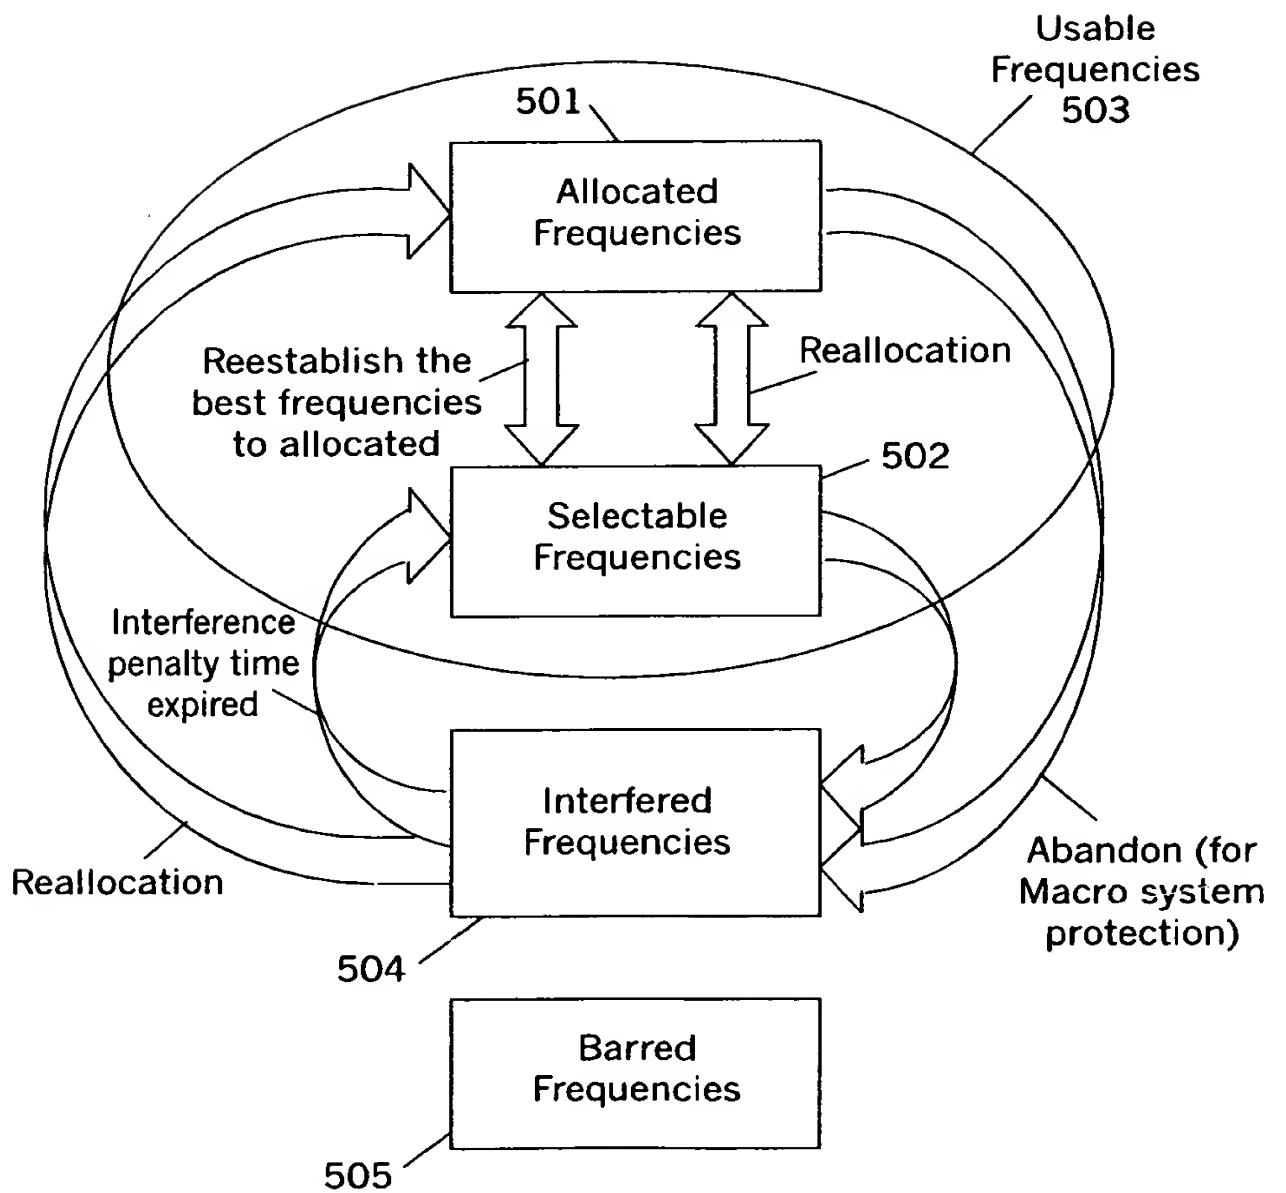 Usable
Frequencies
503
501
Allocated
Frequencies
Reestablish the
best frequencies
to allocated
Reallocation
502
Selectable
Frequencies
Interference
penalty time
expired
Interfered
Frequencies
Reallocation
Abandon (for
Macro system
protection)
504
Barred
Frequencies
505